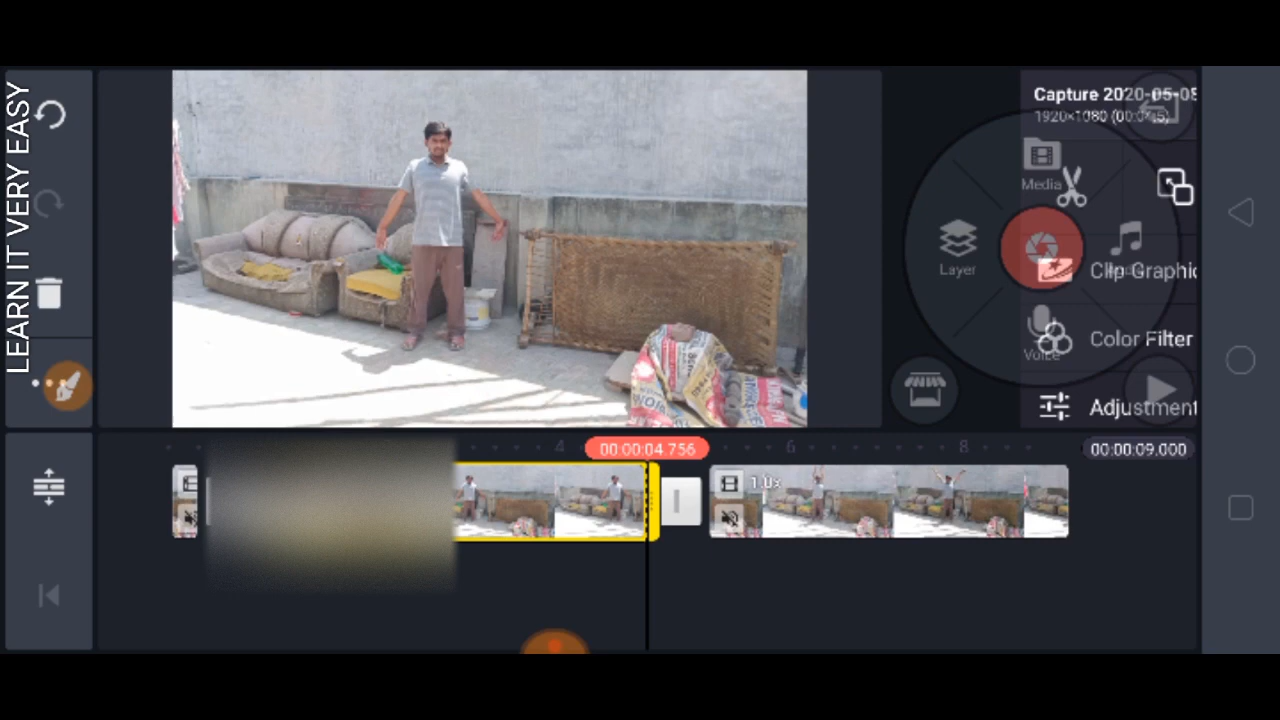 LEARN IT VERY EASY
Capture 2020-05-05
1920×1080
Media
Layer
Clip Graphic
Voice
Color Filter
Adjustment
4
00:00:04.756
6
8
00:00:09.000
1.0x